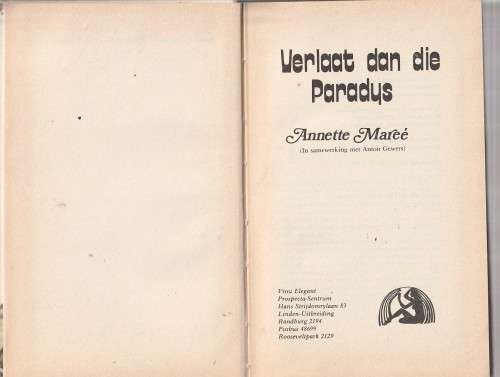 Verlaat dan die
Paradys
Annette Mareé
(In samewerking met Anton Gewers)
Vrou Elegant
Prospecta-Sentrum
Hans Strijdomrylaan 83
Linden-Uitbreiding
Randburg 2194
Posbus 48699
Rooseveltpark 2129